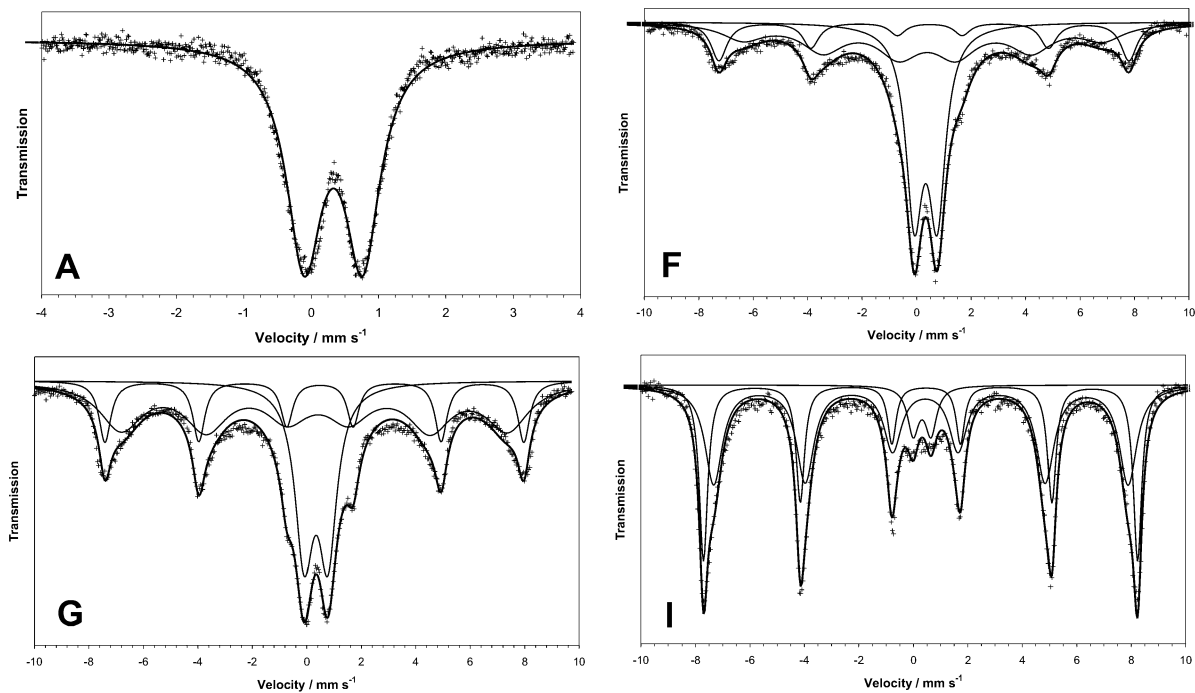 Transmission
A
-4 -3 -2 -1 0 1 2 3 4
Velocity / mm s-1
Transmission
F
-10 -8 -6 -4 -2 0 2 4 6 8 10
Velocity / mm s-1
Transmission
G
-10 -8 -6 -4 -2 0 2 4 6 8 10
Velocity / mm s-1
Transmission
I
-10 -8 -6 -4 -2 0 2 4 6 8 10
Velocity / mm s-1